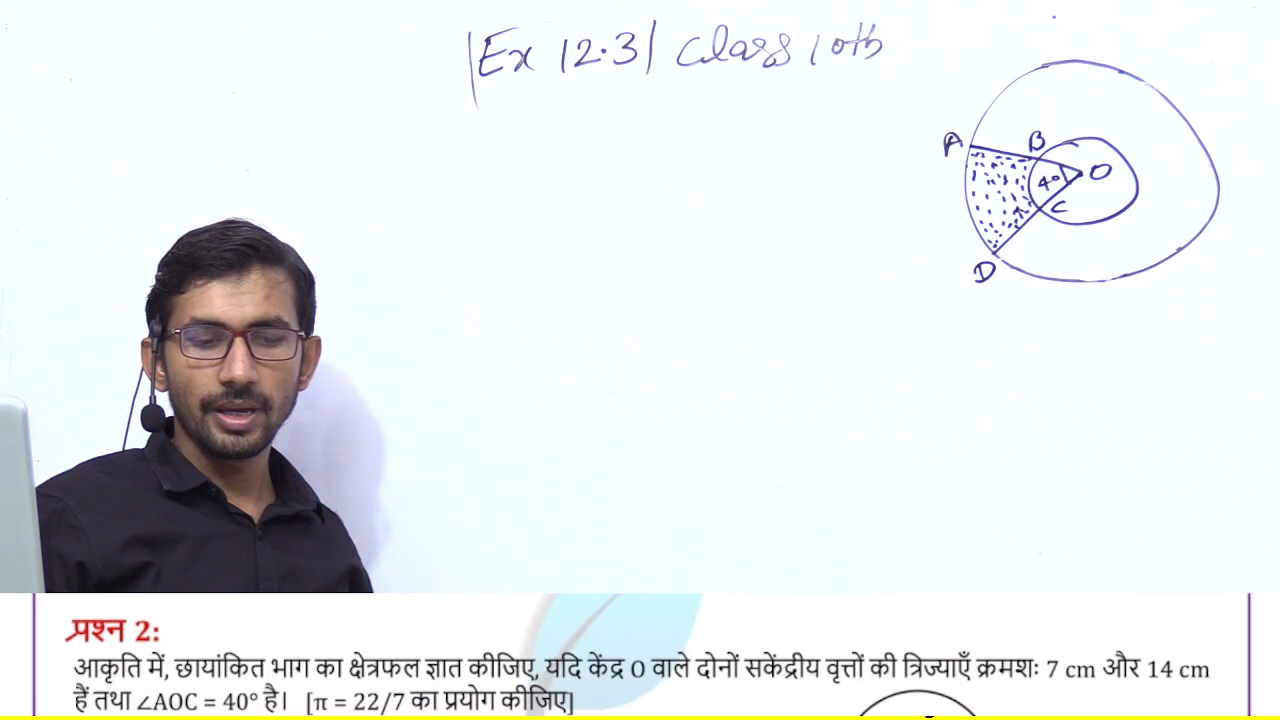 |Ex 12.3| Class 10th
A
B
40
O
C
D
प्रश्न 2:
आकृति में, छायांकित भाग का क्षेत्रफल ज्ञात कीजिए, यदि केंद्र O वाले दोनों सकेंद्रीय वृत्तों की त्रिज्याएँ क्रमशः 7 cm और 14 cm
हैं तथा ∠AOC = 40° है। [π = 22/7 का प्रयोग कीजिए]